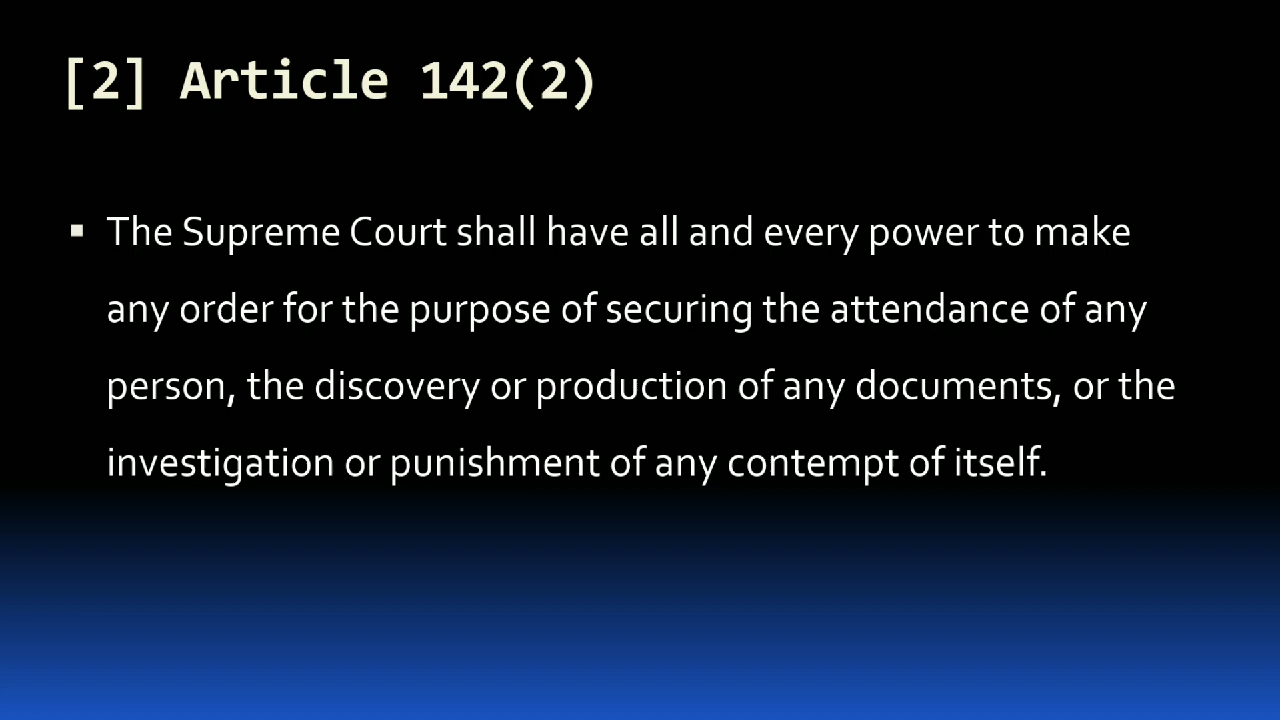 [2] Article 142(2)
▪ The Supreme Court shall have all and every power to make
any order for the purpose of securing the attendance of any
person, the discovery or production of any documents, or the
investigation or punishment of any contempt of itself.